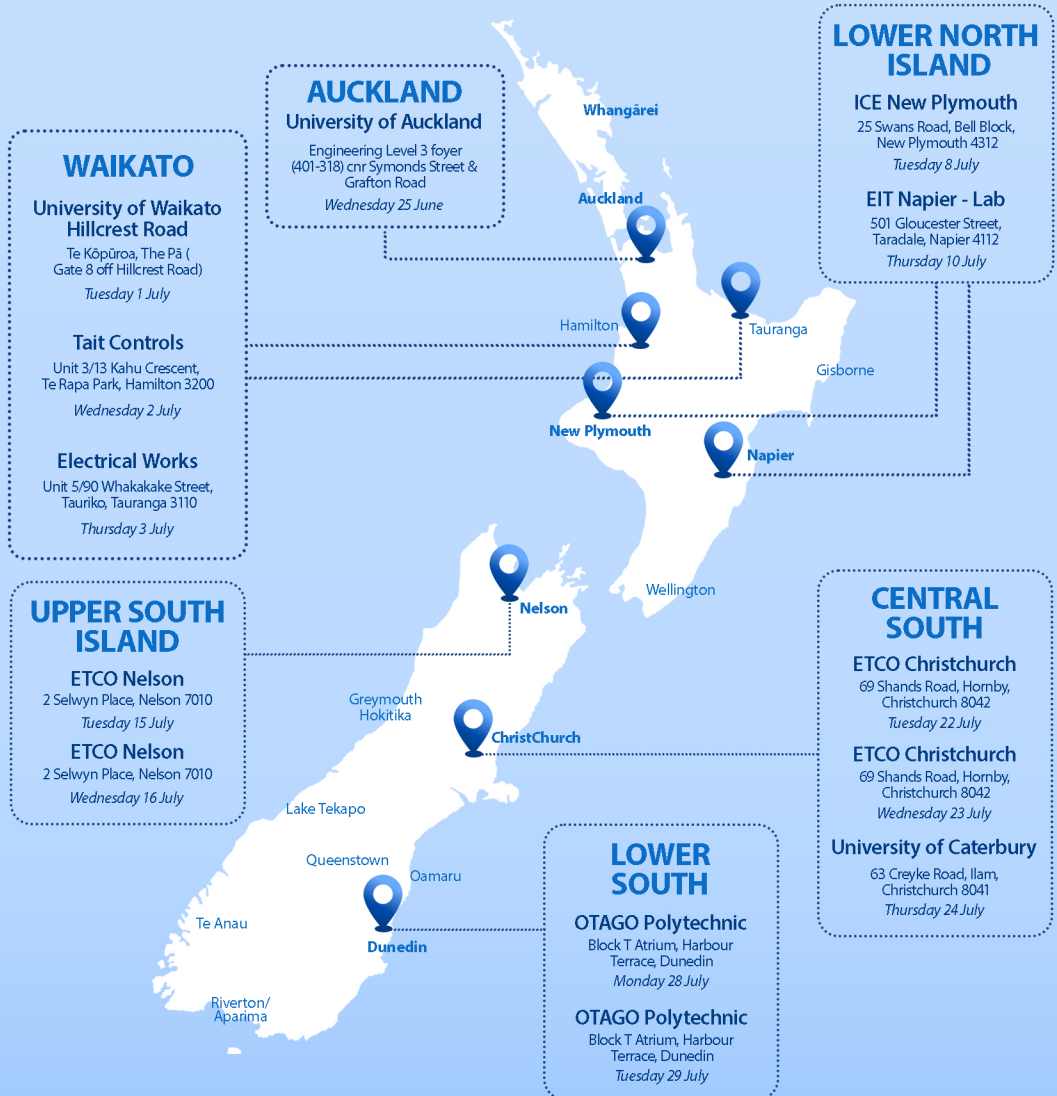 LOWER NORTH
ISLAND
ICE New Plymouth
25 Swans Road, Bell Block,
New Plymouth 4312
Tuesday 8 July
EIT Napier - Lab
501 Gloucester Street,
Taradale, Napier 4112
Thursday 10 July
AUCKLAND
University of Auckland
Engineering Level 3 foyer
(401-318) cnr Symonds Street &
Grafton Road
Wednesday 25 June
WAIKATO
University of Waikato
Hillcrest Road
Te Kōpūroa, The Pā (
Gate 8 off Hillcrest Road)
Tuesday 1 July
Tait Controls
Unit 3/13 Kahu Crescent,
Te Rapa Park, Hamilton 3200
Wednesday 2 July
Electrical Works
Unit 5/90 Whakakake Street,
Tauriko, Tauranga 3110
Thursday 3 July
Whangārei
Auckland
Hamilton
Tauranga
Gisborne
New Plymouth
Napier
Wellington
Nelson
Greymouth
Hokitika
ChristChurch
Lake Tekapo
Queenstown
Oamaru
Te Anau
Dunedin
Riverton/
Aparima
UPPER SOUTH
ISLAND
ETCO Nelson
2 Selwyn Place, Nelson 7010
Tuesday 15 July
ETCO Nelson
2 Selwyn Place, Nelson 7010
Wednesday 16 July
CENTRAL
SOUTH
ETCO Christchurch
69 Shands Road, Hornby,
Christchurch 8042
Tuesday 22 July
ETCO Christchurch
69 Shands Road, Hornby,
Christchurch 8042
Wednesday 23 July
University of Caterbury
63 Creyke Road, Ilam,
Christchurch 8041
Thursday 24 July
LOWER
SOUTH
OTAGO Polytechnic
Block T Atrium, Harbour
Terrace, Dunedin
Monday 28 July
OTAGO Polytechnic
Block T Atrium, Harbour
Terrace, Dunedin
Tuesday 29 July